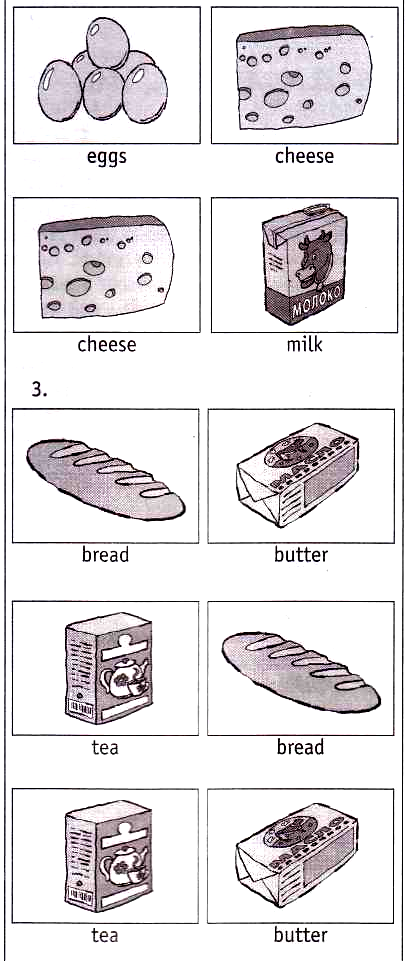 eggs cheese
МОЛОКО
cheese milk
3.
bread butter
tea bread
tea butter